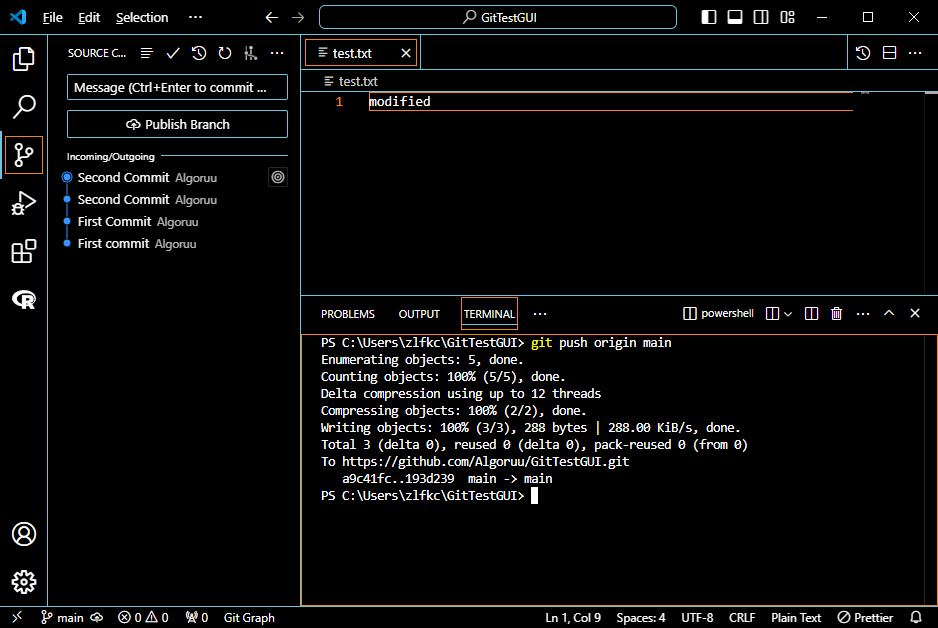 File Edit Selection ··· GitTestGUI
SOURCE C...
Message (Ctrl+Enter to commit ...
Publish Branch
Incoming/Outgoing
Second Commit Algoruu
Second Commit Algoruu
First Commit Algoruu
First commit Algoruu
test.txt
test.txt
1 modified
PROBLEMS OUTPUT TERMINAL ··· powershell
PS C:\Users\zlfkc\GitTestGUI> git push origin main
Enumerating objects: 5, done.
Counting objects: 100% (5/5), done.
Delta compression using up to 12 threads
Compressing objects: 100% (2/2), done.
Writing objects: 100% (3/3), 288 bytes | 288.00 KiB/s, done.
Total 3 (delta 0), reused 0 (delta 0), pack-reused 0 (from 0)
To https://github.com/Algoruu/GitTestGUI.git
a9c41fc..193d239 main -> main
PS C:\Users\zlfkc\GitTestGUI>
main 0 0 0 Git Graph Ln 1, Col 9 Spaces: 4 UTF-8 CRLF Plain Text Prettier